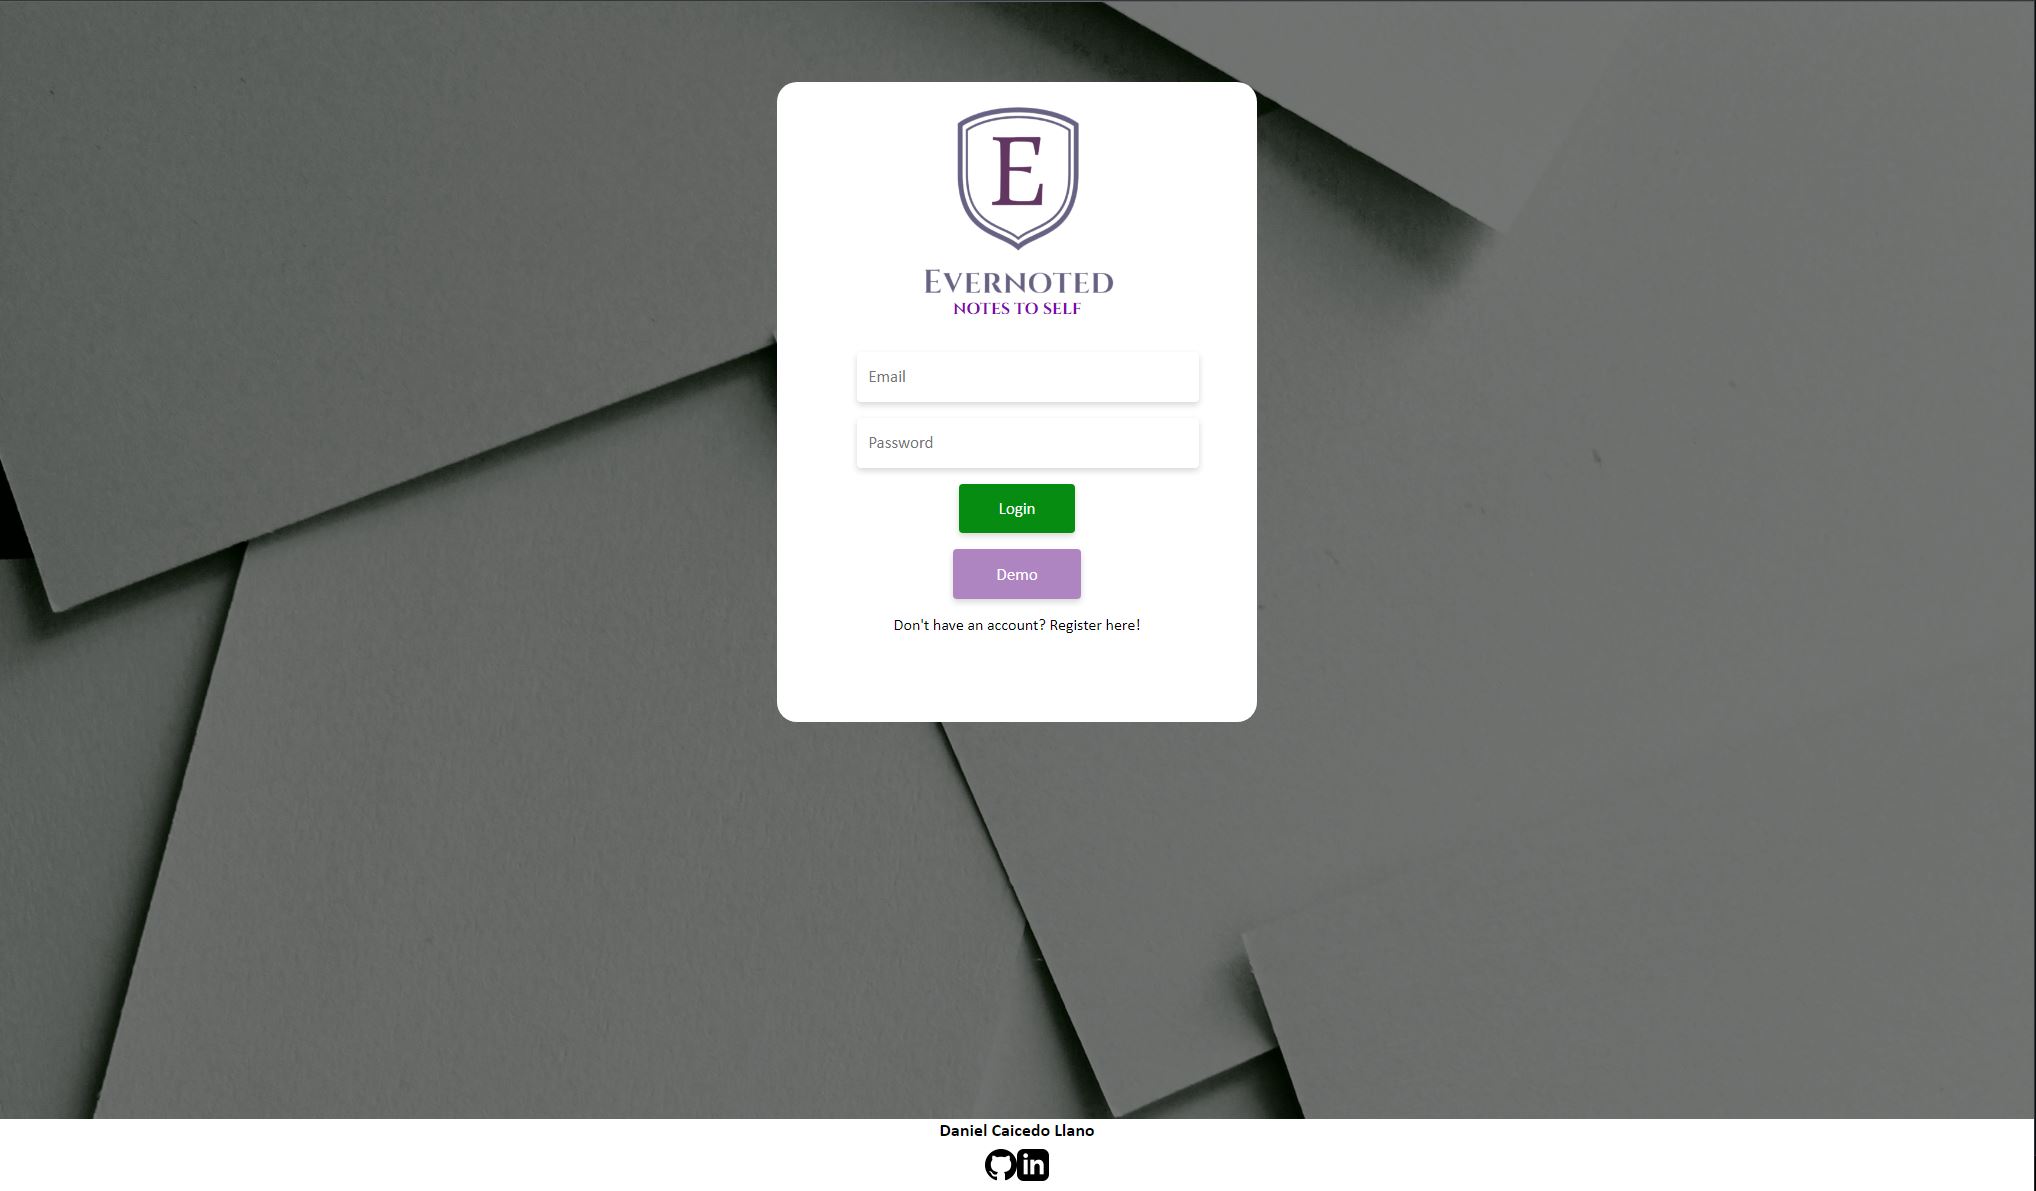 E
EVERNOTED
NOTES TO SELF
Email
Password
Login
Demo
Don't have an account? Register here!
Daniel Caicedo Llano
in